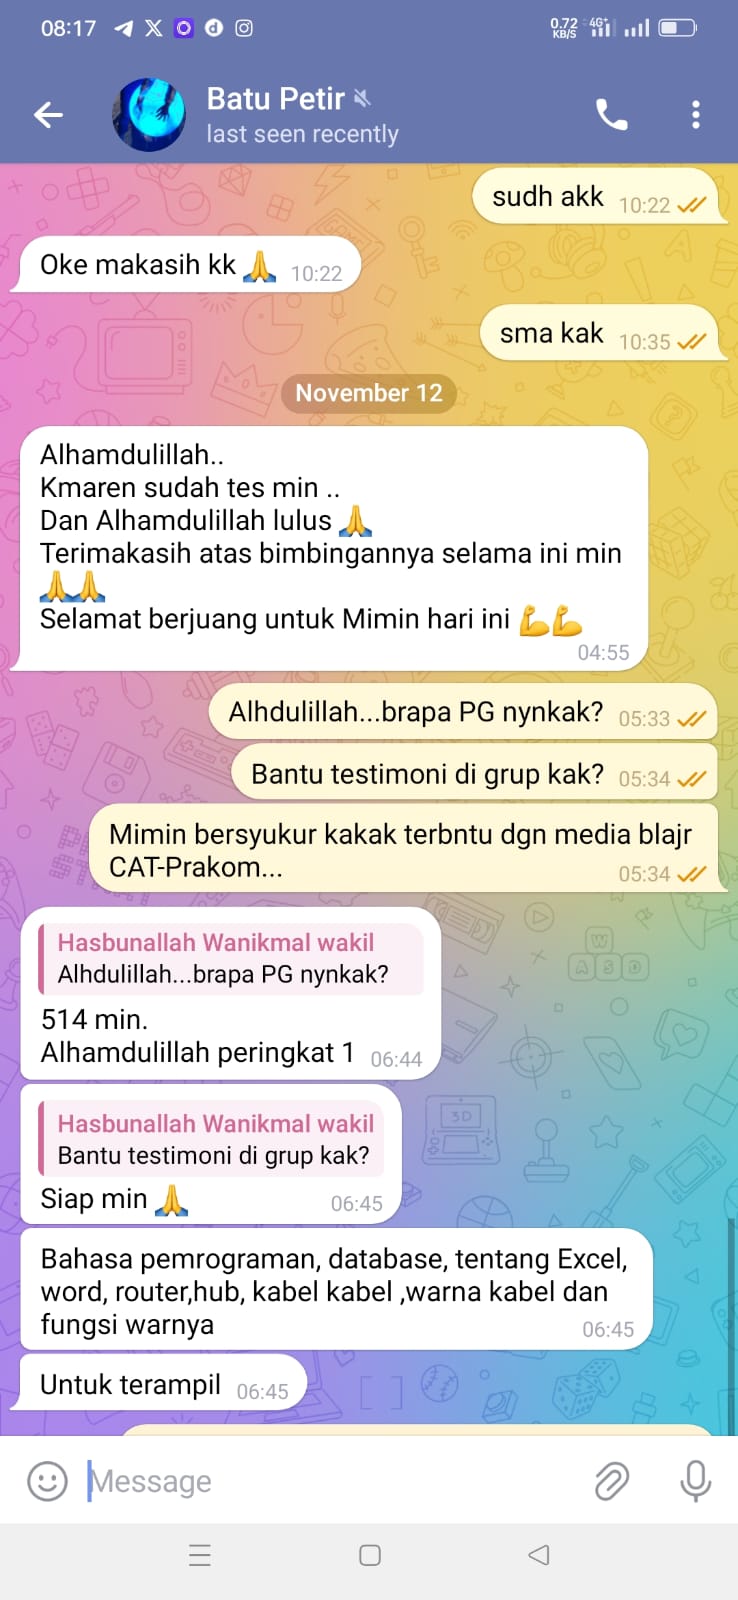 08:17
0.72 KB/S 4G+
Batu Petir
last seen recently
sudh akk 10:22
Oke makasih kk 🙏 10:22
sma kak 10:35
November 12
Alhamdulillah..
Kmaren sudah tes min ..
Dan Alhamdulillah lulus 🙏
Terimakasih atas bimbingannya selama ini min
🙏🙏
Selamat berjuang untuk Mimin hari ini 💪💪
04:55
Alhdulillah...brapa PG nynkak? 05:33
Bantu testimoni di grup kak? 05:34
Mimin bersyukur kakak terbntu dgn media blajr
CAT-Prakom... 05:34
Hasbunallah Wanikmal wakil
Alhdulillah...brapa PG nynkak?
514 min.
Alhamdulillah peringkat 1 06:44
Hasbunallah Wanikmal wakil
Bantu testimoni di grup kak?
Siap min 🙏 06:45
Bahasa pemrograman, database, tentang Excel,
word, router,hub, kabel kabel ,warna kabel dan
fungsi warnya 06:45
Untuk terampil 06:45
Message